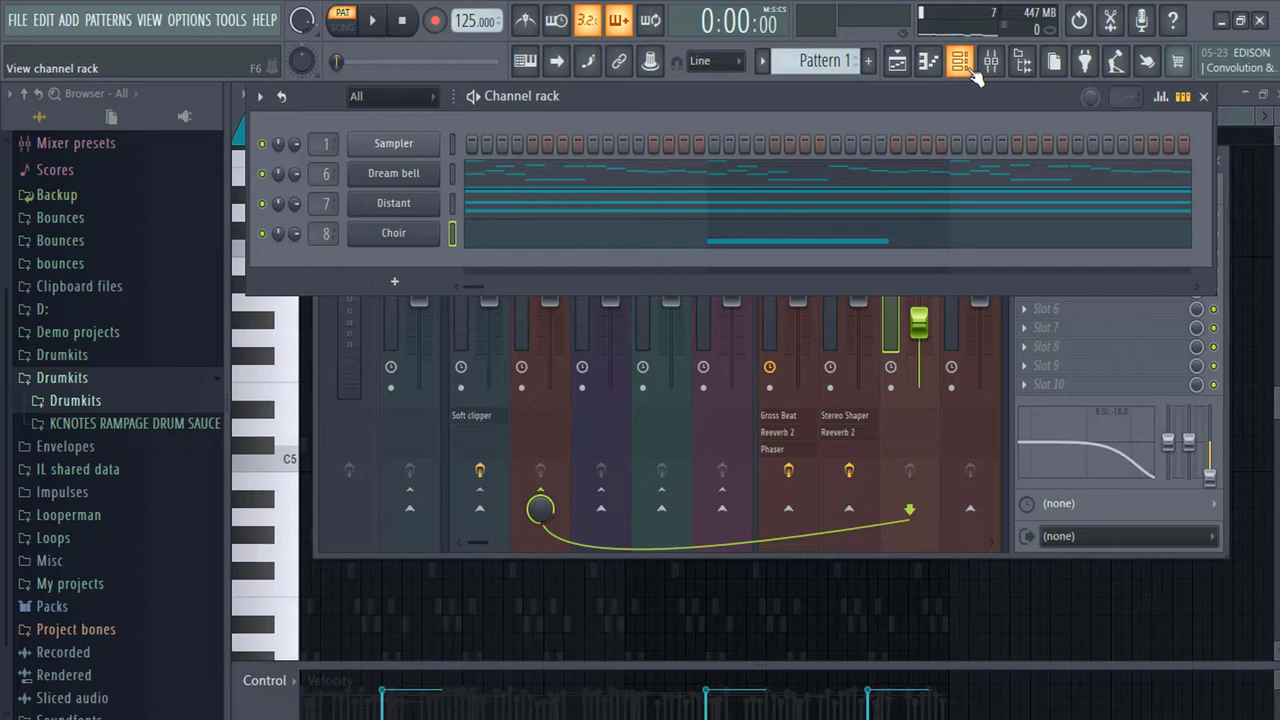 FILE EDIT ADD PATTERNS VIEW OPTIONS TOOLS HELP
View channel rack F6
PAT
SONG
125.000
3.2.
0:00:00
M:S:CS
7
447 MB
0
Line
Pattern 1
+
05-23 EDISON
Convolution &
Browser - All
Mixer presets
Scores
Backup
Bounces
Bounces
bounces
Clipboard files
D:
Demo projects
Drumkits
Drumkits
Drumkits
KCNOTES RAMPAGE DRUM SAUCE
Envelopes
IL shared data
Impulses
Looperman
Loops
Misc
My projects
Packs
Project bones
Recorded
Rendered
Sliced audio
All
Channel rack
1 Sampler
6 Dream bell
7 Distant
8 Choir
+
C5
Soft clipper
Gross Beat
Reeverb 2
Phaser
Stereo Shaper
Reeverb 2
Slot 6
Slot 7
Slot 8
Slot 9
Slot 10
(none)
(none)
Control
Velocity